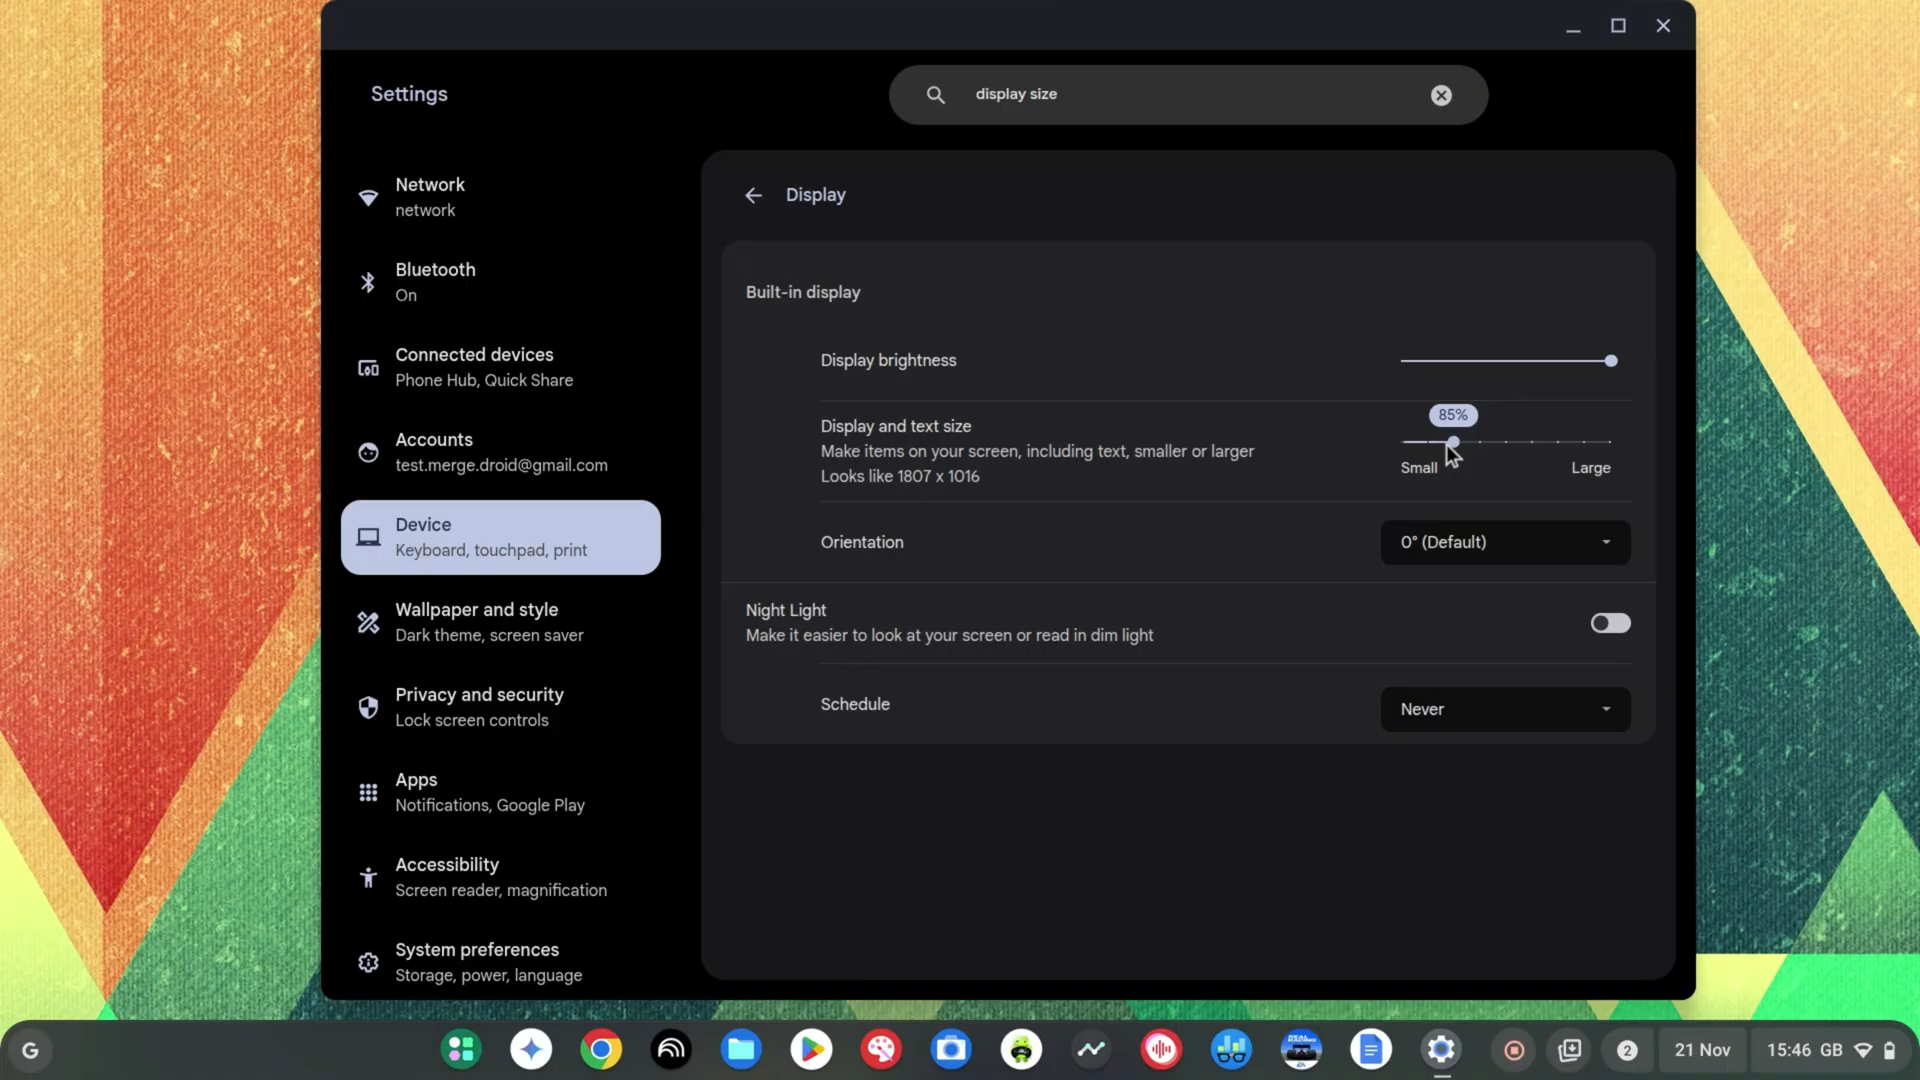 Settings
display size
Network
network
Bluetooth
On
Connected devices
Phone Hub, Quick Share
Accounts
test.merge.droid@gmail.com
Device
Keyboard, touchpad, print
Wallpaper and style
Dark theme, screen saver
Privacy and security
Lock screen controls
Apps
Notifications, Google Play
Accessibility
Screen reader, magnification
System preferences
Storage, power, language
Display
Built-in display
Display brightness
85%
Display and text size
Make items on your screen, including text, smaller or larger
Looks like 1807 x 1016
Small
Large
Orientation
0° (Default)
Night Light
Make it easier to look at your screen or read in dim light
Schedule
Never
G
2
21 Nov
15:46 GB